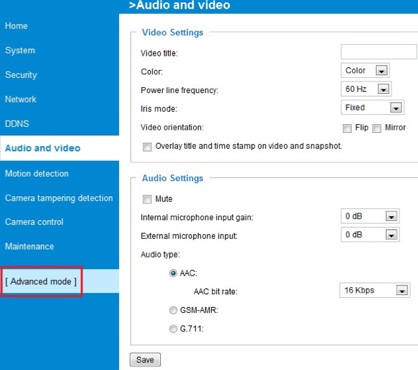 >Audio and video
Home
System
Security
Network
DDNS
Audio and video
Motion detection
Camera tampering detection
Camera control
Maintenance
[ Advanced mode ]
Video Settings
Video title:
Color: Color
Power line frequency: 60 Hz
Iris mode: Fixed
Video orientation: Flip Mirror
Overlay title and time stamp on video and snapshot.
Audio Settings
Mute
Internal microphone input gain: 0 dB
External microphone input: 0 dB
Audio type:
AAC:
AAC bit rate: 16 Kbps
GSM-AMR:
G.711:
Save